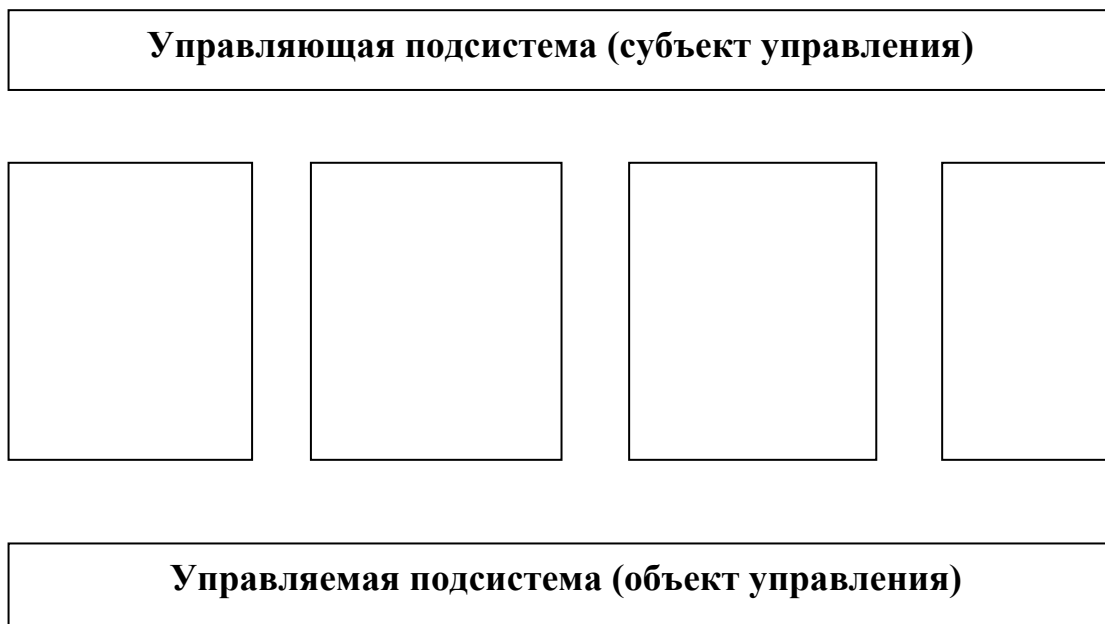 Управляющая подсистема (субъект управления)
Управляемая подсистема (объект управления)